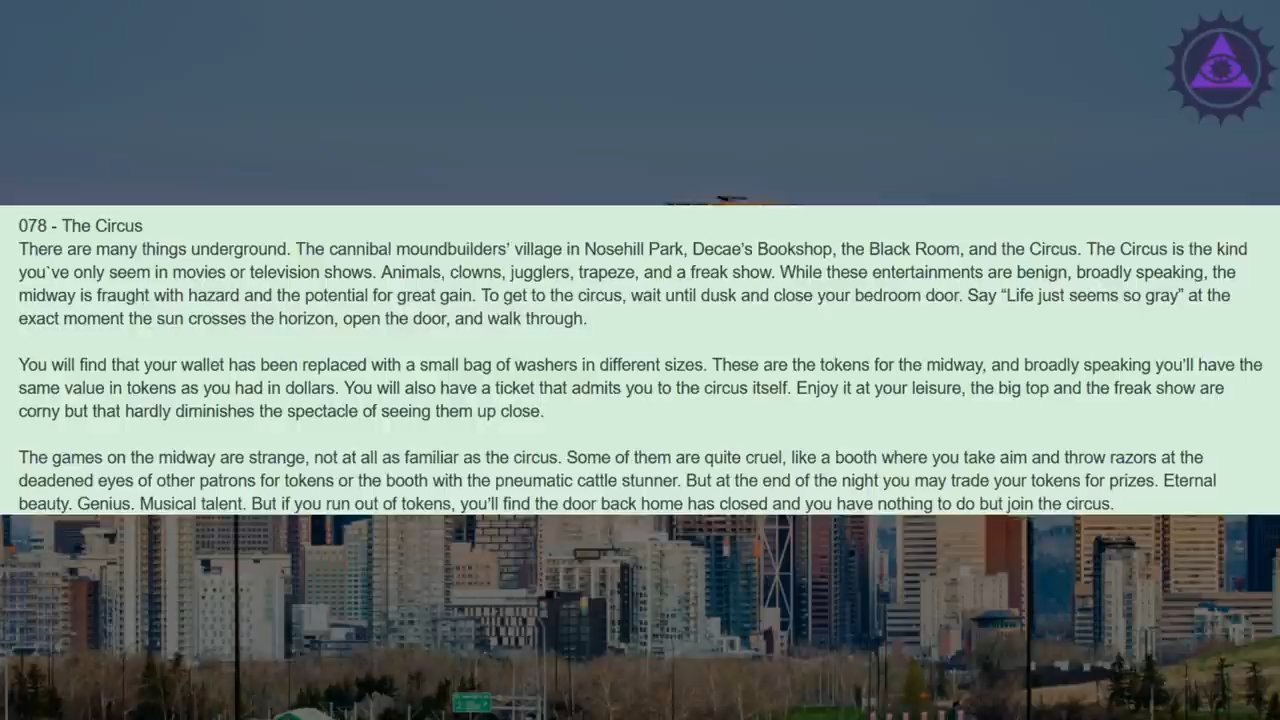 078 - The Circus
There are many things underground. The cannibal moundbuilders’ village in Nosehill Park, Decae’s Bookshop, the Black Room, and the Circus. The Circus is the kind
you`ve only seem in movies or television shows. Animals, clowns, jugglers, trapeze, and a freak show. While these entertainments are benign, broadly speaking, the
midway is fraught with hazard and the potential for great gain. To get to the circus, wait until dusk and close your bedroom door. Say “Life just seems so gray” at the
exact moment the sun crosses the horizon, open the door, and walk through.
You will find that your wallet has been replaced with a small bag of washers in different sizes. These are the tokens for the midway, and broadly speaking you’ll have the
same value in tokens as you had in dollars. You will also have a ticket that admits you to the circus itself. Enjoy it at your leisure, the big top and the freak show are
corny but that hardly diminishes the spectacle of seeing them up close.
The games on the midway are strange, not at all as familiar as the circus. Some of them are quite cruel, like a booth where you take aim and throw razors at the
deadened eyes of other patrons for tokens or the booth with the pneumatic cattle stunner. But at the end of the night you may trade your tokens for prizes. Eternal
beauty. Genius. Musical talent. But if you run out of tokens, you’ll find the door back home has closed and you have nothing to do but join the circus.